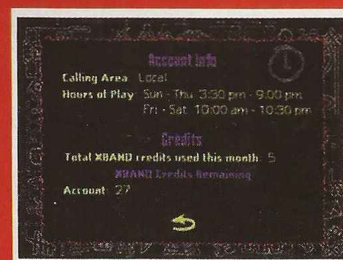 Account Info
Calling Area: Local
Hours of Play: Sun - Thu 3:30 pm - 9:00 pm
Fri - Sat 10:00 am - 10:30 pm
Credits
Total XBAND credits used this month: 5
XBAND Credits Remaining
Account: 27